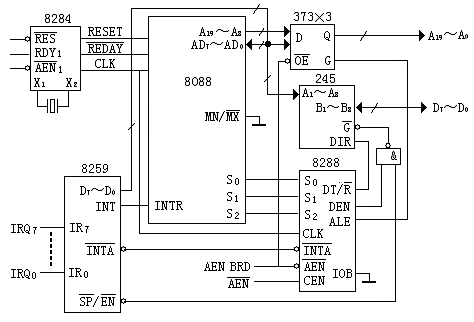 8284
RES
RDY1
AEN1
X1 X2
RESET
REDAY
CLK
8088
A19～A8
AD7～AD0
MN/MX
INTR
S0
S1
S2
373×3
D Q
OE G
A19～A0
245
A1～A8
B1～B8
G
DIR
D7～D0
&
8259
D7～D0
INT
IRQ7 IR7
INTA
IRQ0 IR0
SP/EN
8288
S0
S1
S2
DT/R
DEN
ALE
CLK
INTA
AEN BRD AEN
AEN CEN
IOB